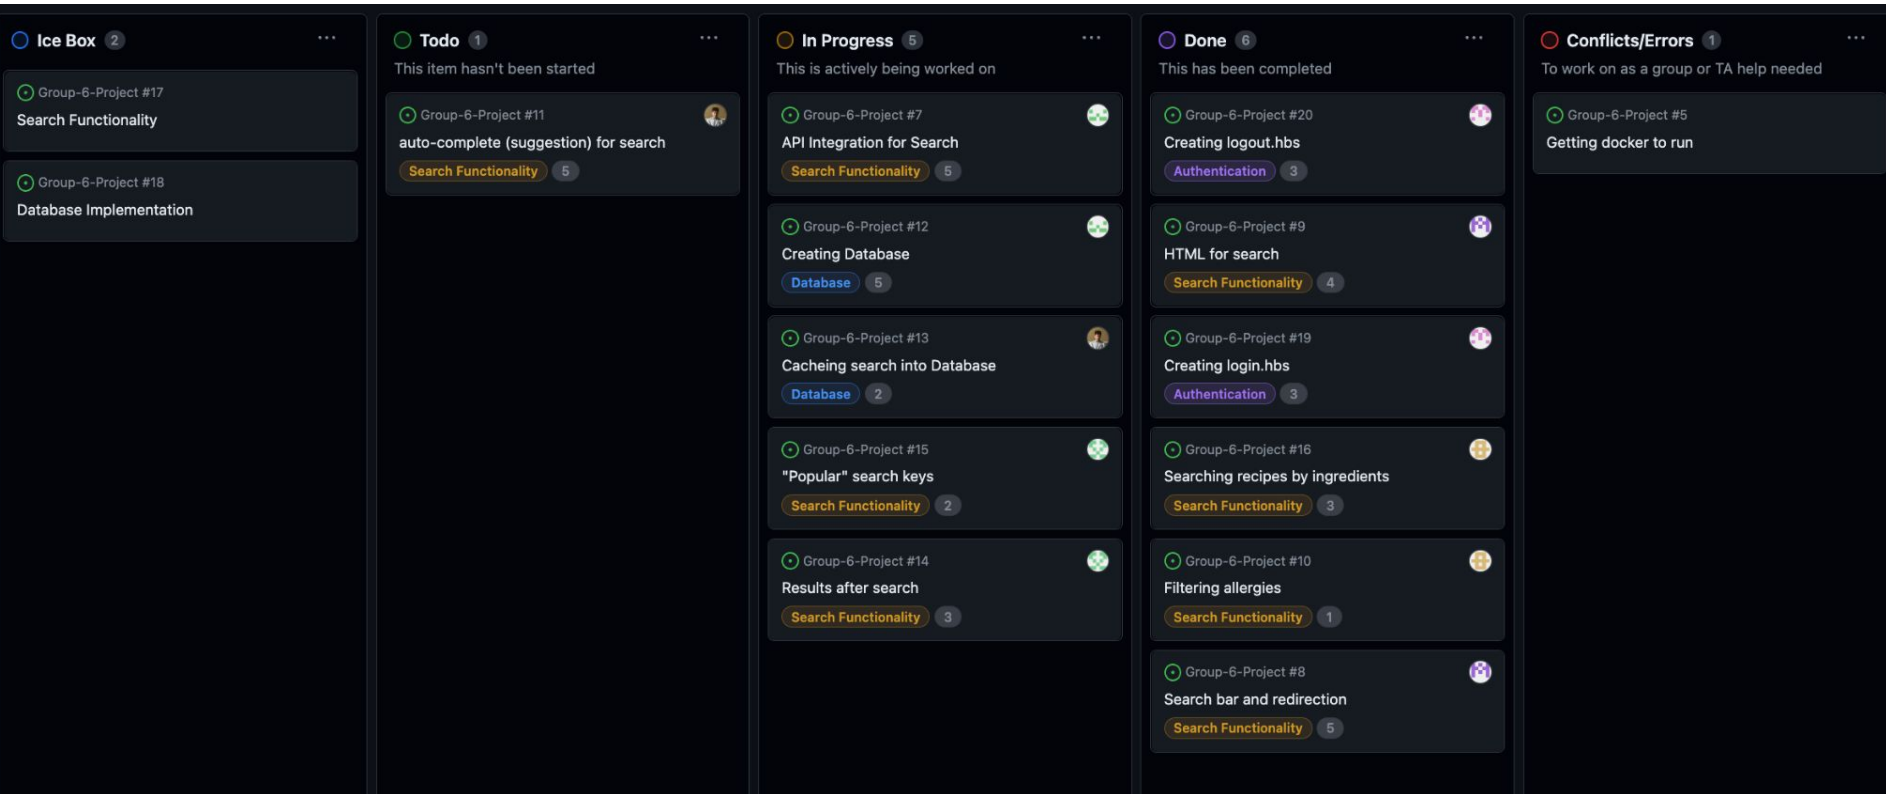 Ice Box 2
Group-6-Project #17
Search Functionality
Group-6-Project #18
Database Implementation
Todo 1
This item hasn't been started
Group-6-Project #11
auto-complete (suggestion) for search
Search Functionality 5
In Progress 5
This is actively being worked on
Group-6-Project #7
API Integration for Search
Search Functionality 5
Group-6-Project #12
Creating Database
Database 5
Group-6-Project #13
Cacheing search into Database
Database 2
Group-6-Project #15
"Popular" search keys
Search Functionality 2
Group-6-Project #14
Results after search
Search Functionality 3
Done 6
This has been completed
Group-6-Project #20
Creating logout.hbs
Authentication 3
Group-6-Project #9
HTML for search
Search Functionality 4
Group-6-Project #19
Creating login.hbs
Authentication 3
Group-6-Project #16
Searching recipes by ingredients
Search Functionality 3
Group-6-Project #10
Filtering allergies
Search Functionality 1
Group-6-Project #8
Search bar and redirection
Search Functionality 5
Conflicts/Errors 1
To work on as a group or TA help needed
Group-6-Project #5
Getting docker to run